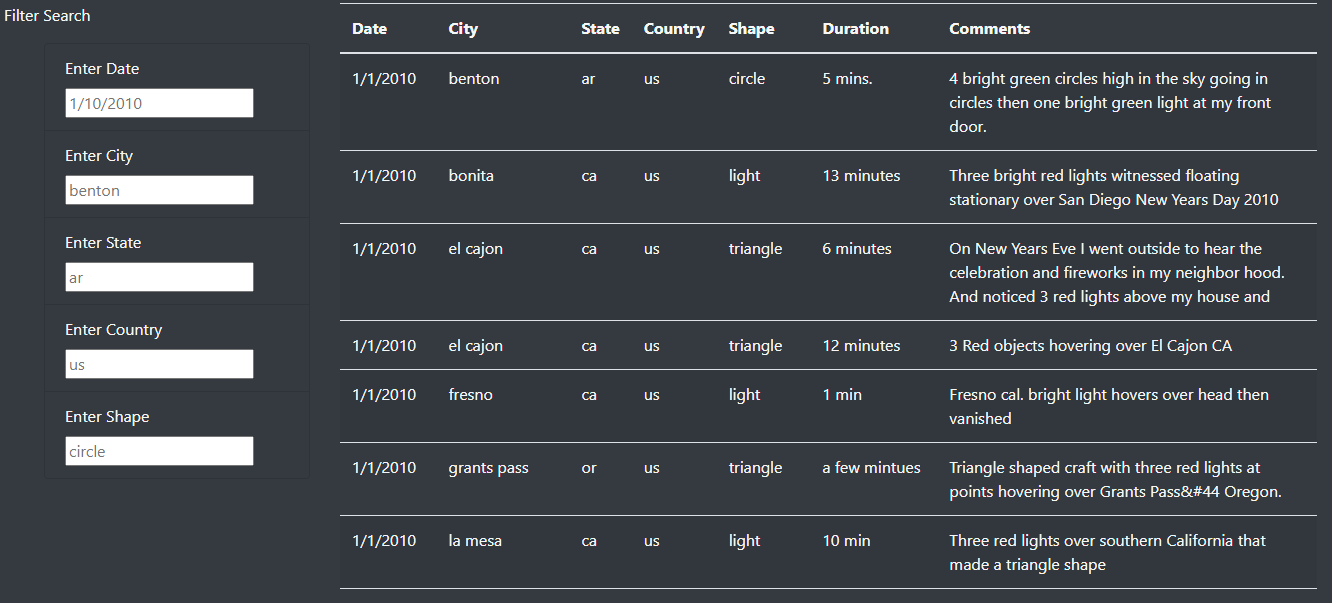 Filter Search
Enter Date
1/10/2010
Enter City
benton
Enter State
ar
Enter Country
us
Enter Shape
circle
Date City State Country Shape Duration Comments
1/1/2010 benton ar us circle 5 mins. 4 bright green circles high in the sky going in
circles then one bright green light at my front
door.
1/1/2010 bonita ca us light 13 minutes Three bright red lights witnessed floating
stationary over San Diego New Years Day 2010
1/1/2010 el cajon ca us triangle 6 minutes On New Years Eve I went outside to hear the
celebration and fireworks in my neighbor hood.
And noticed 3 red lights above my house and
1/1/2010 el cajon ca us triangle 12 minutes 3 Red objects hovering over El Cajon CA
1/1/2010 fresno ca us light 1 min Fresno cal. bright light hovers over head then
vanished
1/1/2010 grants pass or us triangle a few mintues Triangle shaped craft with three red lights at
points hovering over Grants Pass&#44 Oregon.
1/1/2010 la mesa ca us light 10 min Three red lights over southern California that
made a triangle shape